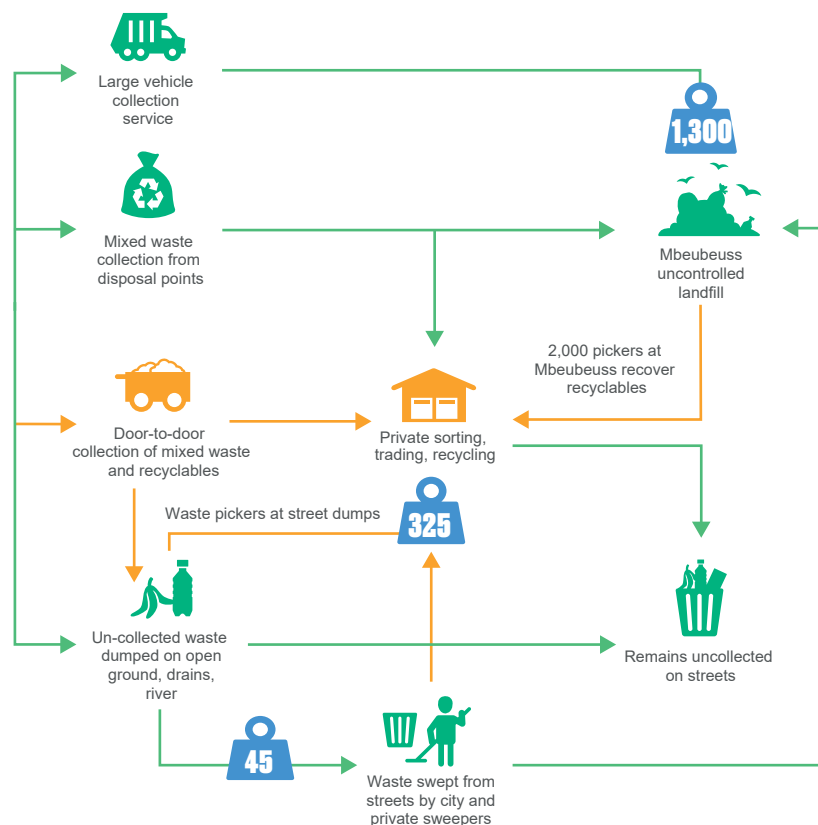 Large vehicle
collection
service
1,300
Mixed waste
collection from
disposal points
Mbeubeuss
uncontrolled
landfill
2,000 pickers at
Mbeubeuss recover
recyclables
Door-to-door
collection of mixed waste
and recyclables
Private sorting,
trading, recycling
Waste pickers at street dumps
325
Un-collected waste
dumped on open
ground, drains,
river
Remains uncollected
on streets
45
Waste swept from
streets by city and
private sweepers